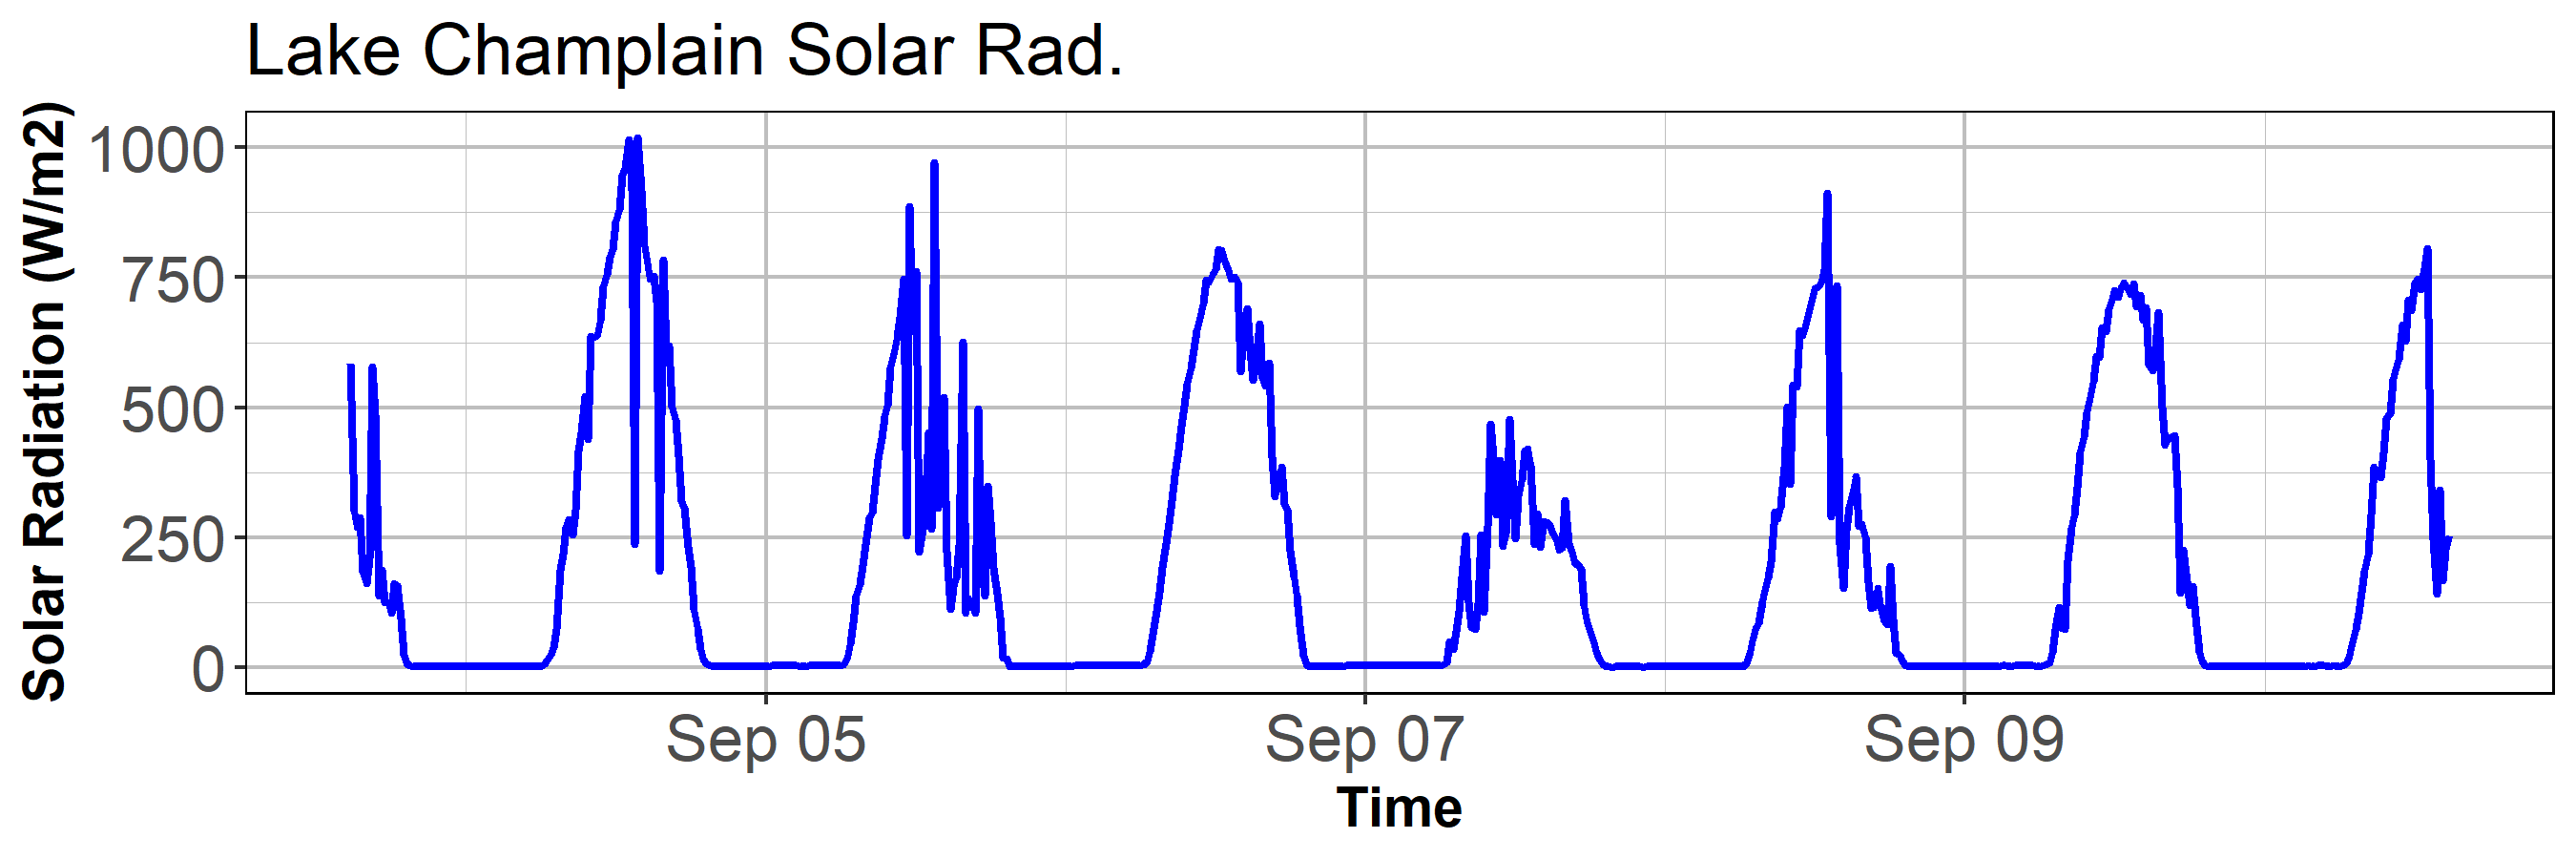 Lake Champlain Solar Rad.
Solar Radiation (W/m2)
1000
750
500
250
0
Sep 05
Sep 07
Sep 09
Time